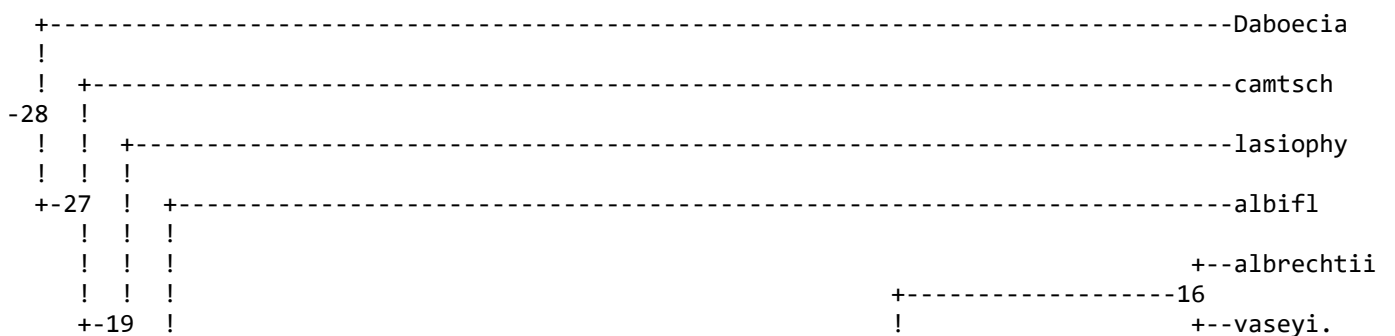 +----------------------------------------------------------------------------------Daboecia
!
!  +-------------------------------------------------------------------------------camtsch
-28  !
!  !  +----------------------------------------------------------------------------lasiophy
!  !  !
+-27  !  +-------------------------------------------------------------------------albifl
!  !  !
!  !  !                                                                       +--albrechtii
!  !  !                                                  +-------------------16
+-19  !                                                  !                    +--vaseyi.